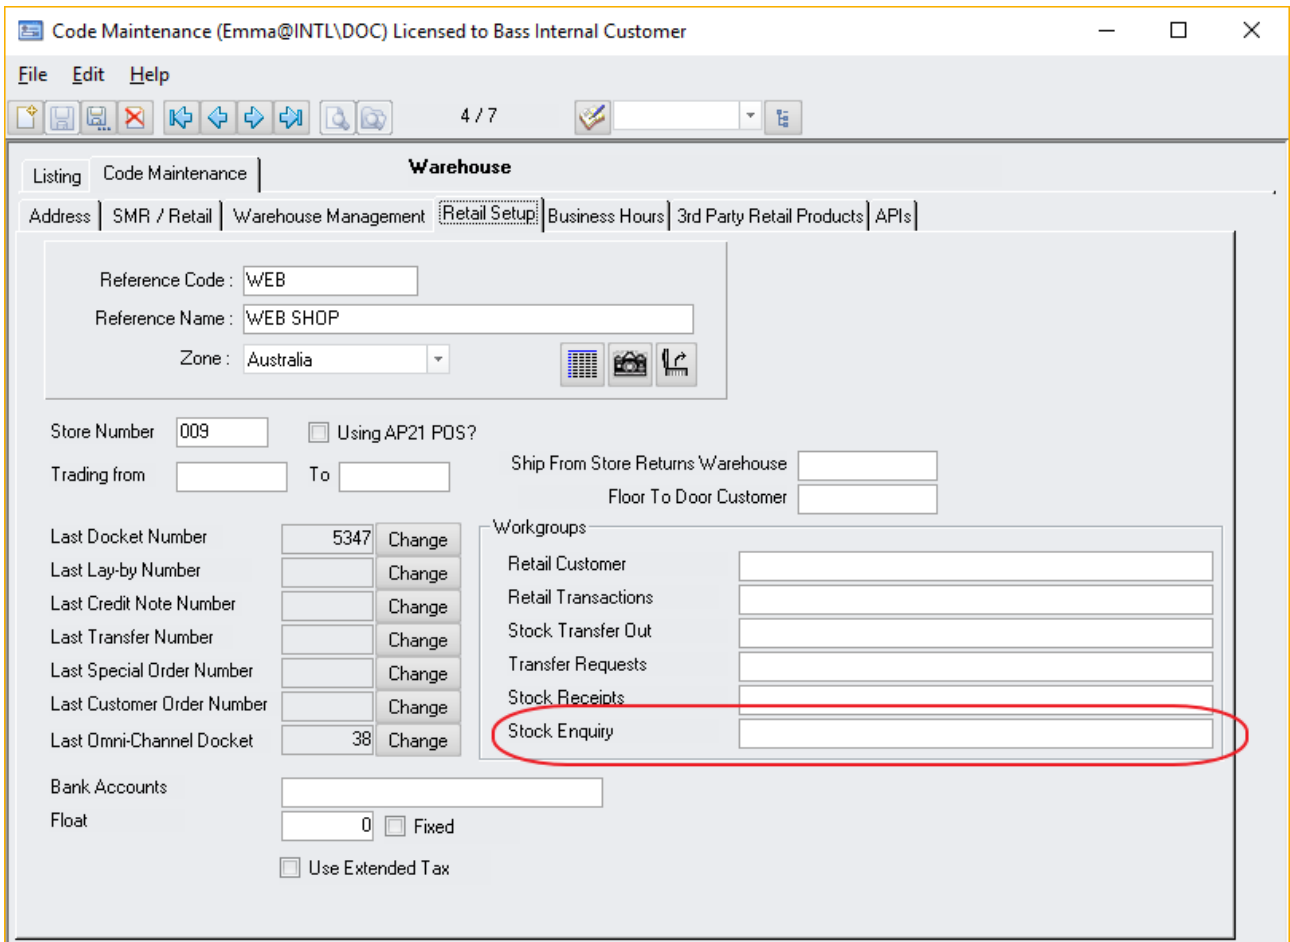 Code Maintenance (Emma@INTL\DOC) Licensed to Bass Internal Customer
File Edit Help
4 / 7
Listing Code Maintenance Warehouse
Address SMR / Retail Warehouse Management Retail Setup Business Hours 3rd Party Retail Products APIs
Reference Code : WEB
Reference Name : WEB SHOP
Zone : Australia
Store Number 009 Using AP21 POS?
Trading from To
Ship From Store Returns Warehouse
Floor To Door Customer
Last Docket Number 5347 Change
Last Lay-by Number Change
Last Credit Note Number Change
Last Transfer Number Change
Last Special Order Number Change
Last Customer Order Number Change
Last Omni-Channel Docket 38 Change
Workgroups
Retail Customer
Retail Transactions
Stock Transfer Out
Transfer Requests
Stock Receipts
Stock Enquiry
Bank Accounts
Float 0 Fixed
Use Extended Tax